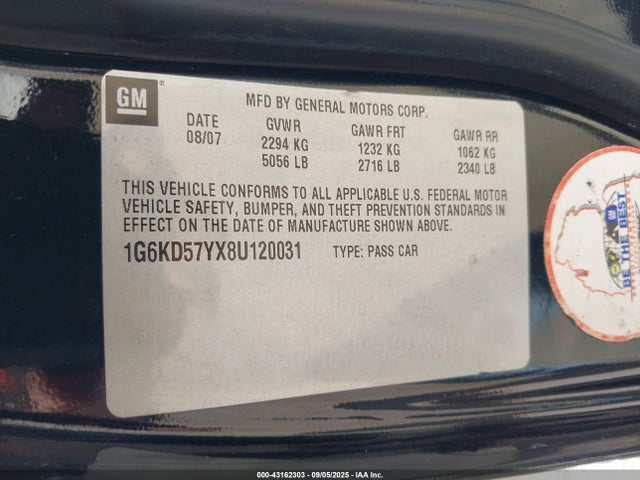 GM
MFD BY GENERAL MOTORS CORP.
DATE GVWR GAWR FRT GAWR RR
08/07 2294 KG 1232 KG 1062 KG
5056 LB 2716 LB 2340 LB
THIS VEHICLE CONFORMS TO ALL APPLICABLE U.S. FEDERAL MOTOR
VEHICLE SAFETY, BUMPER, AND THEFT PREVENTION STANDARDS IN
EFFECT ON THE DATE OF MANUFACTURE SHOWN ABOVE.
1G6KD57YX8U120031 TYPE: PASS CAR
GM
BE THE BEST
000-43162303 - 09/05/2025 - IAA Inc.